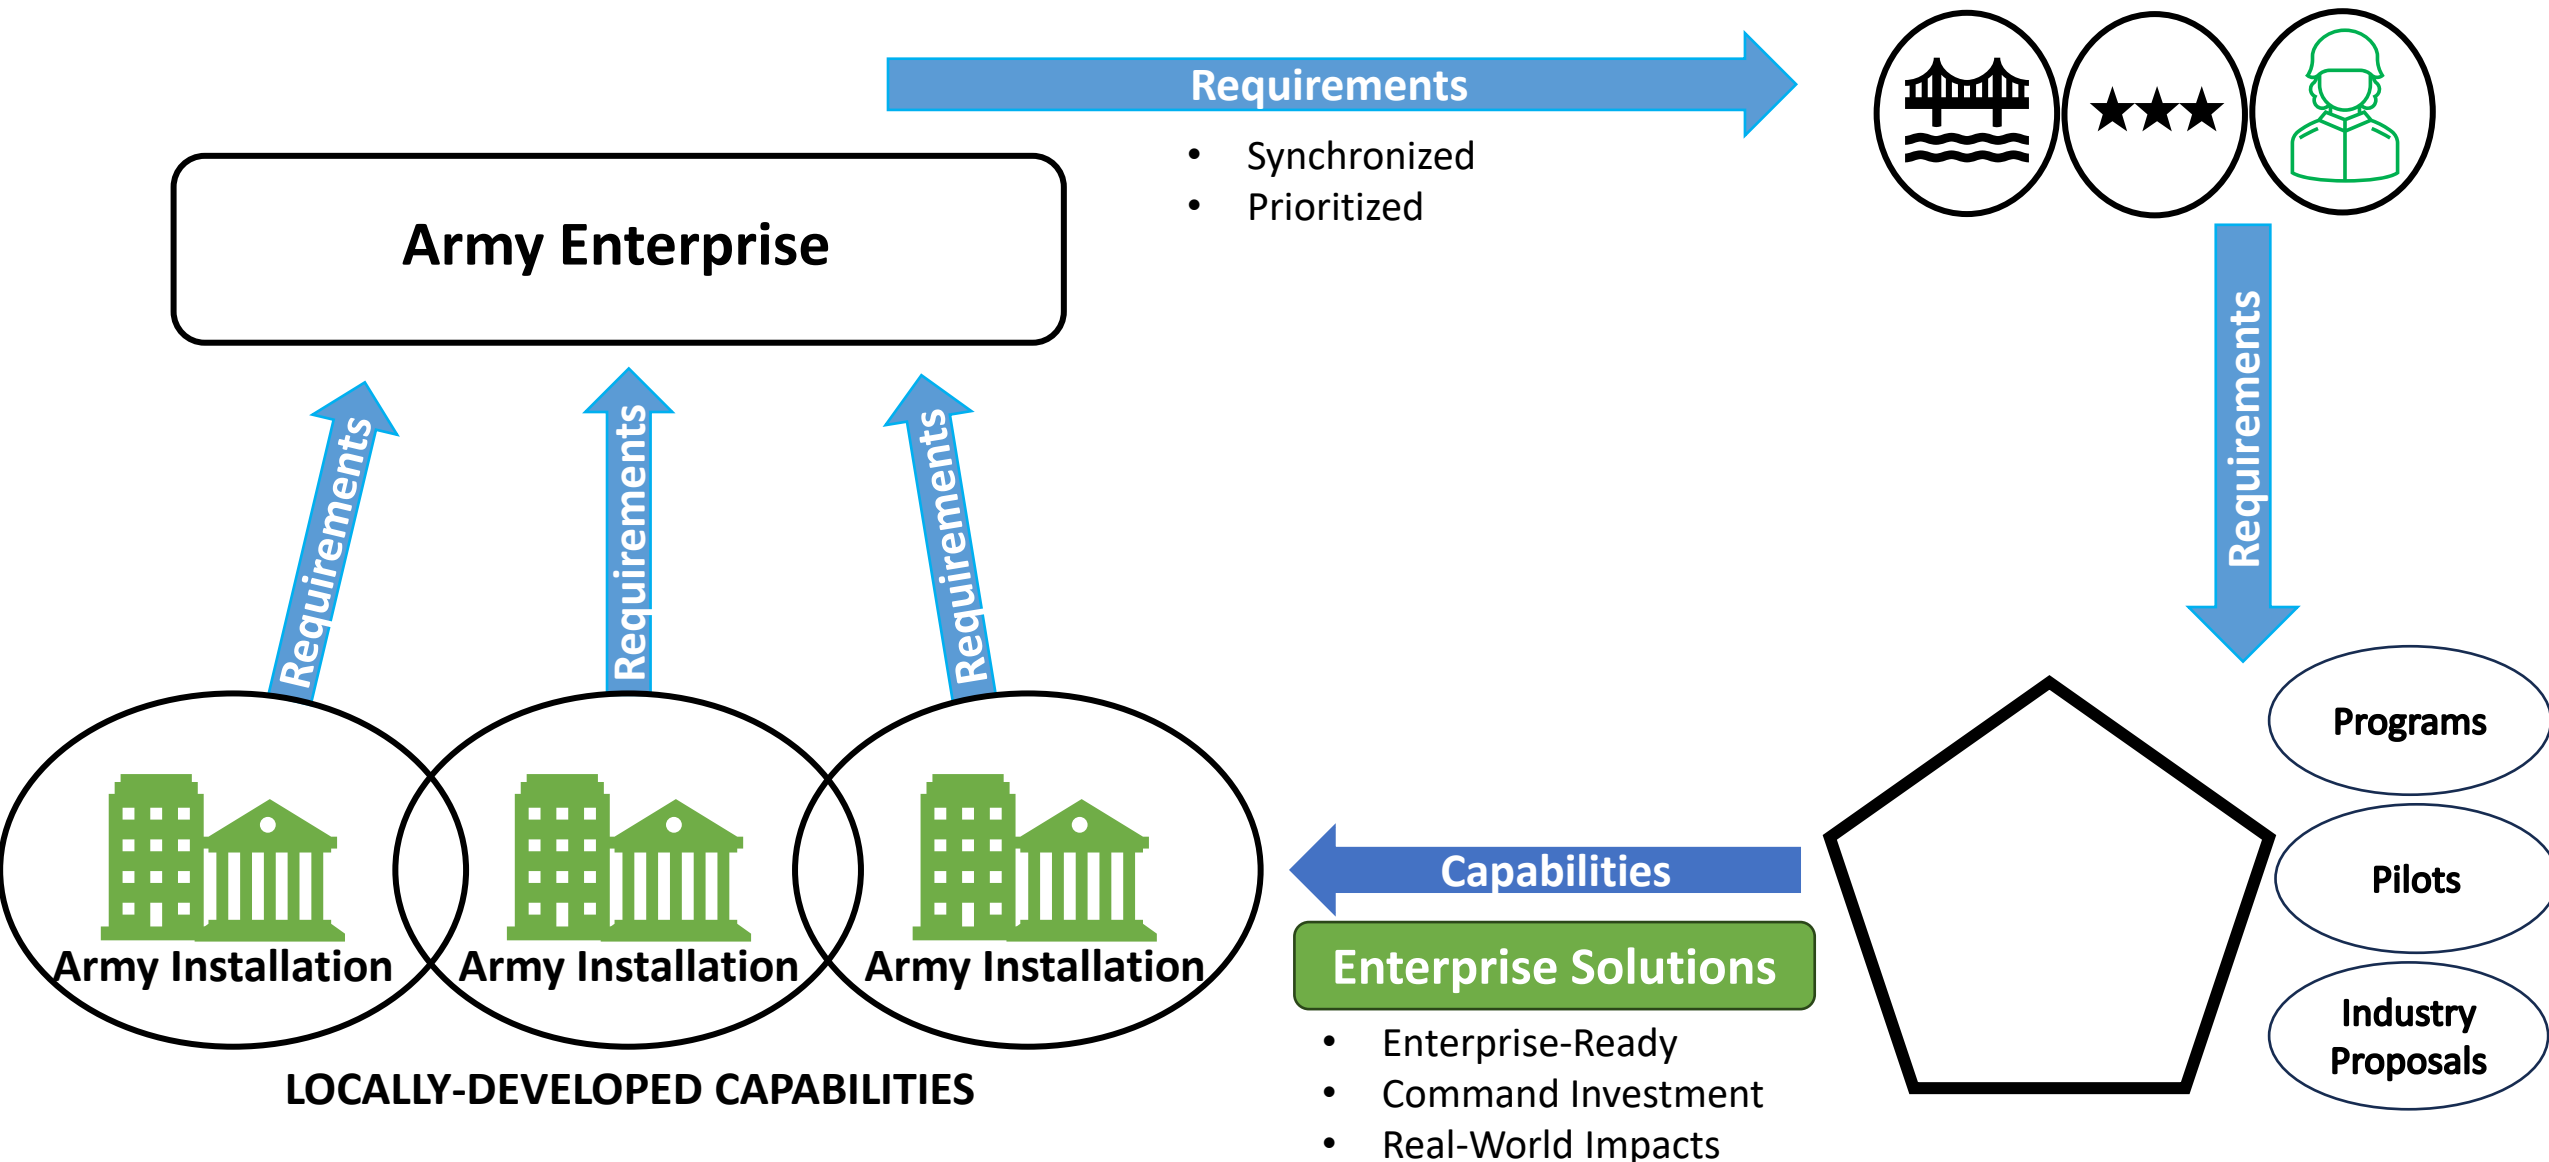 Requirements
• Synchronized
• Prioritized
Army Enterprise
Requirements
Requirements
Requirements
Requirements
Army Installation
Army Installation
Army Installation
LOCALLY-DEVELOPED CAPABILITIES
Capabilities
Enterprise Solutions
• Enterprise-Ready
• Command Investment
• Real-World Impacts
Programs
Pilots
Industry
Proposals